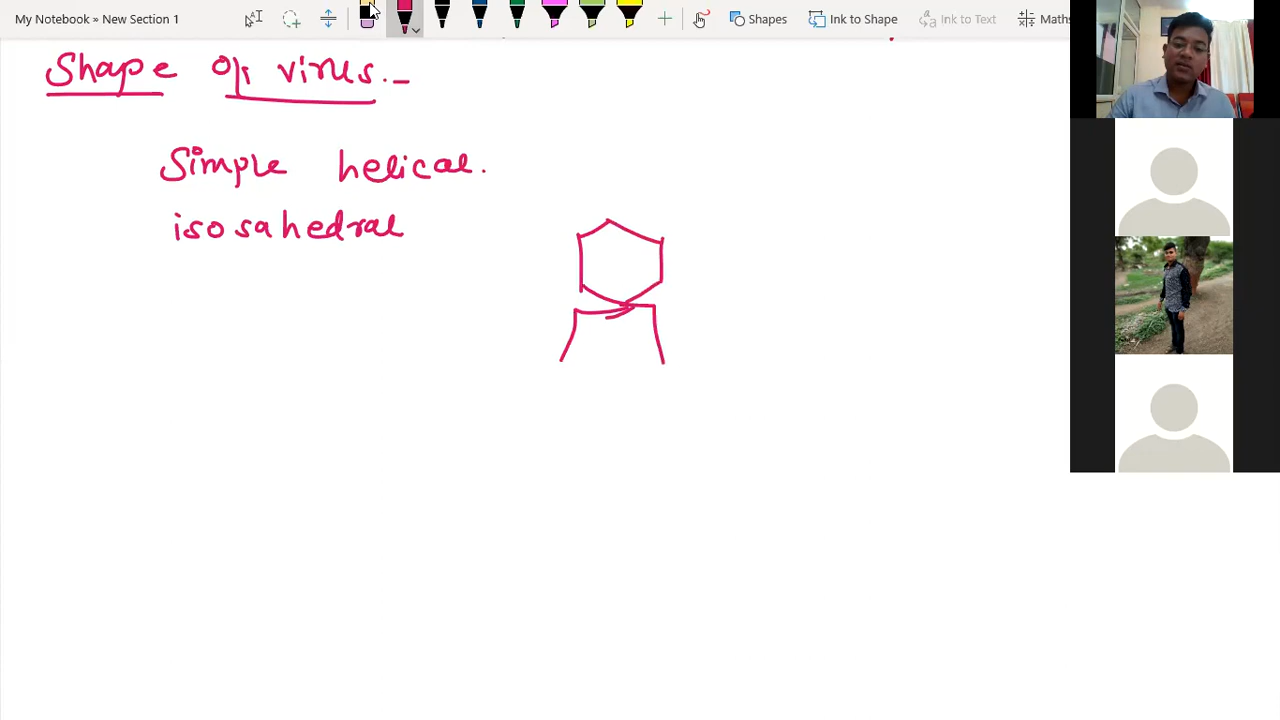 My Notebook » New Section 1
Shapes
Ink to Shape
Ink to Text
Maths
Shape of virus._
Simple helical.
isosahedral